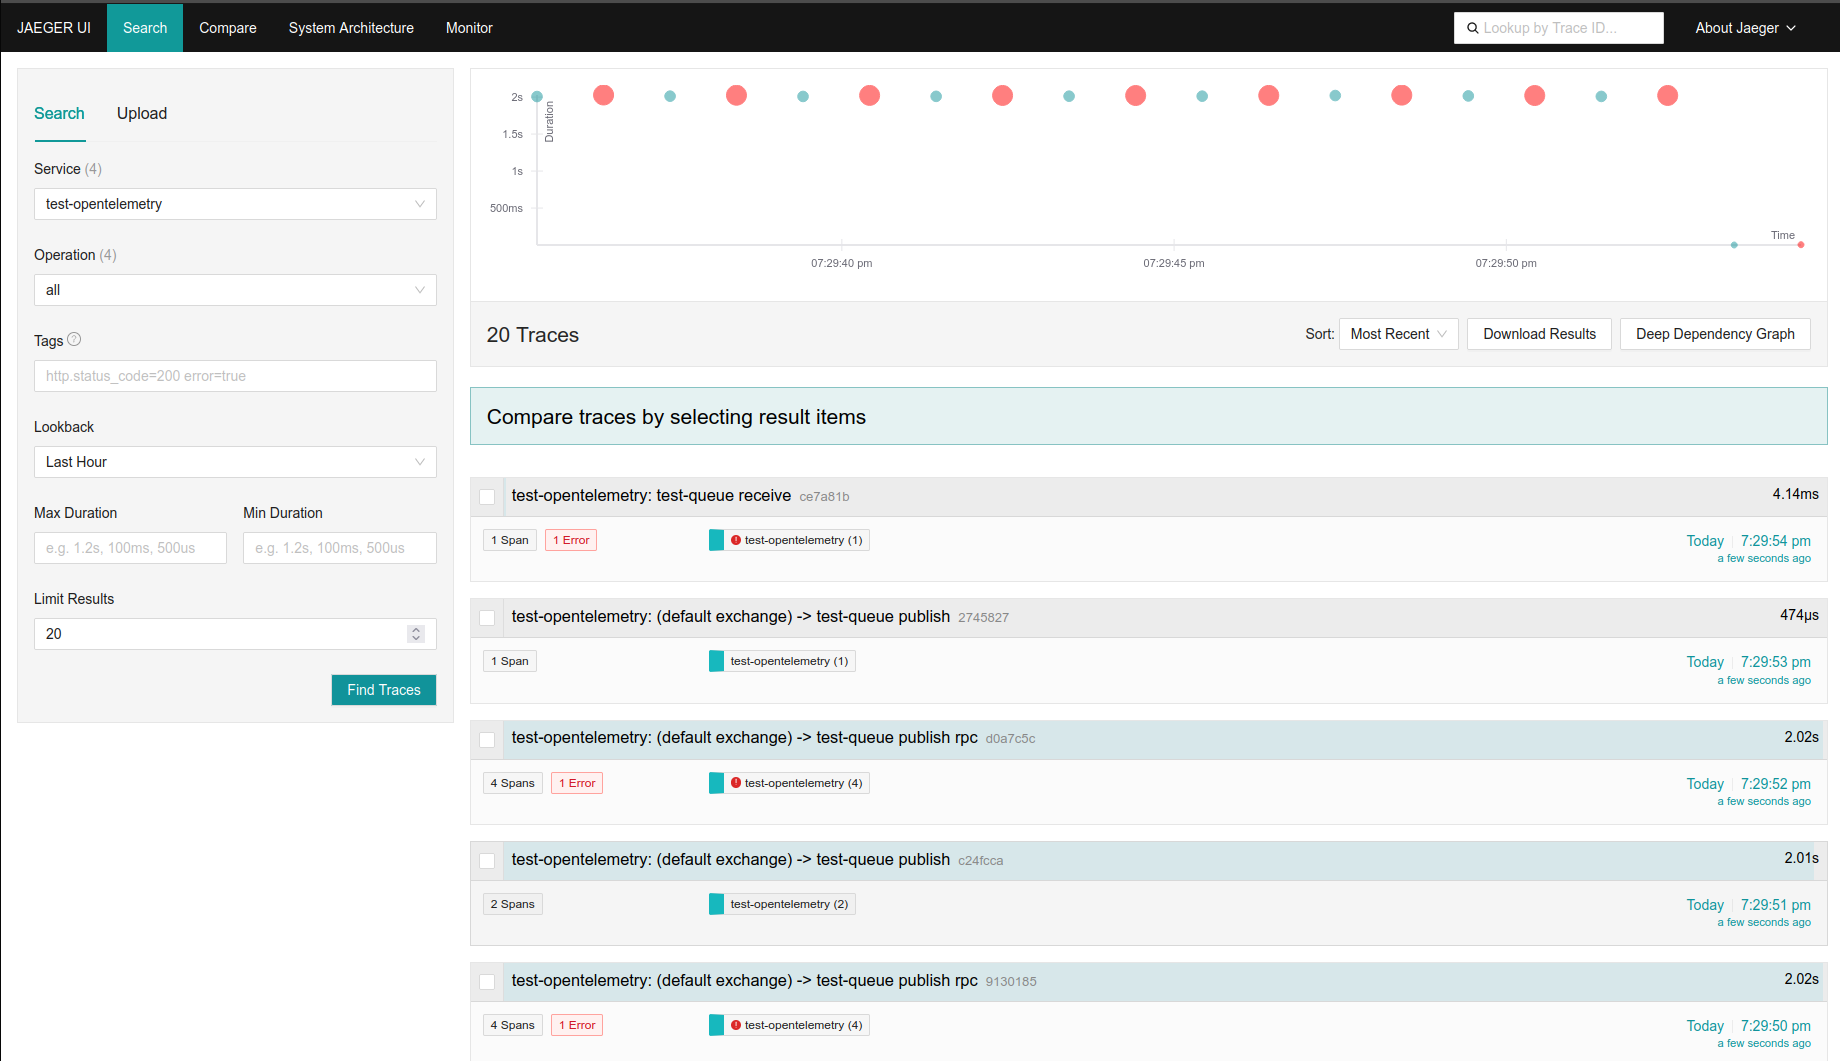 JAEGER UI Search Compare System Architecture Monitor Lookup by Trace ID... About Jaeger
Search Upload
Service (4)
test-opentelemetry
Operation (4)
all
Tags ?
http.status_code=200 error=true
Lookback
Last Hour
Max Duration Min Duration
e.g. 1.2s, 100ms, 500us e.g. 1.2s, 100ms, 500us
Limit Results
20
Find Traces
2s
1.5s
1s
500ms
Duration
Time
07:29:40 pm 07:29:45 pm 07:29:50 pm
20 Traces Sort: Most Recent Download Results Deep Dependency Graph
Compare traces by selecting result items
test-opentelemetry: test-queue receive ce7a81b 4.14ms
1 Span 1 Error test-opentelemetry (1) Today 7:29:54 pm
a few seconds ago
test-opentelemetry: (default exchange) -> test-queue publish 2745827 474μs
1 Span test-opentelemetry (1) Today 7:29:53 pm
a few seconds ago
test-opentelemetry: (default exchange) -> test-queue publish rpc d0a7c5c 2.02s
4 Spans 1 Error test-opentelemetry (4) Today 7:29:52 pm
a few seconds ago
test-opentelemetry: (default exchange) -> test-queue publish c24fcca 2.01s
2 Spans test-opentelemetry (2) Today 7:29:51 pm
a few seconds ago
test-opentelemetry: (default exchange) -> test-queue publish rpc 9130185 2.02s
4 Spans 1 Error test-opentelemetry (4) Today 7:29:50 pm
a few seconds ago